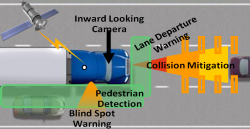 Inward Looking
Camera
Lane Departure
Warning
Collision Mitigation
Pedestrian
Detection
Blind Spot
Warning